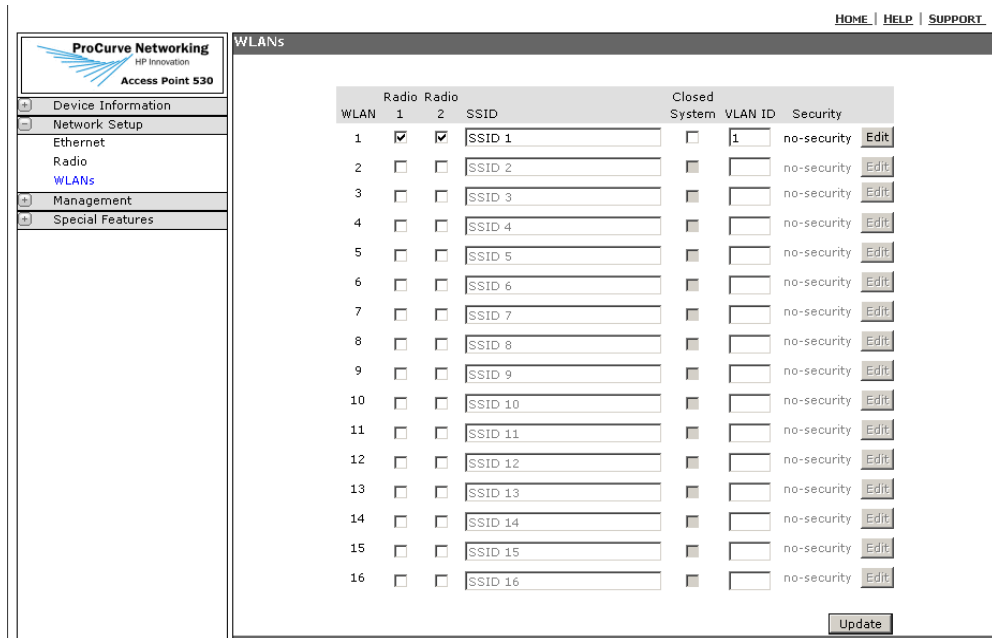 HOME | HELP | SUPPORT
ProCurve Networking
HP Innovation
Access Point 530
Device Information
Network Setup
Ethernet
Radio
WLANs
Management
Special Features
WLANs
Radio Radio Closed
WLAN 1 2 SSID System VLAN ID Security
1 SSID 1 1 no-security Edit
2 SSID 2 no-security Edit
3 SSID 3 no-security Edit
4 SSID 4 no-security Edit
5 SSID 5 no-security Edit
6 SSID 6 no-security Edit
7 SSID 7 no-security Edit
8 SSID 8 no-security Edit
9 SSID 9 no-security Edit
10 SSID 10 no-security Edit
11 SSID 11 no-security Edit
12 SSID 12 no-security Edit
13 SSID 13 no-security Edit
14 SSID 14 no-security Edit
15 SSID 15 no-security Edit
16 SSID 16 no-security Edit
Update